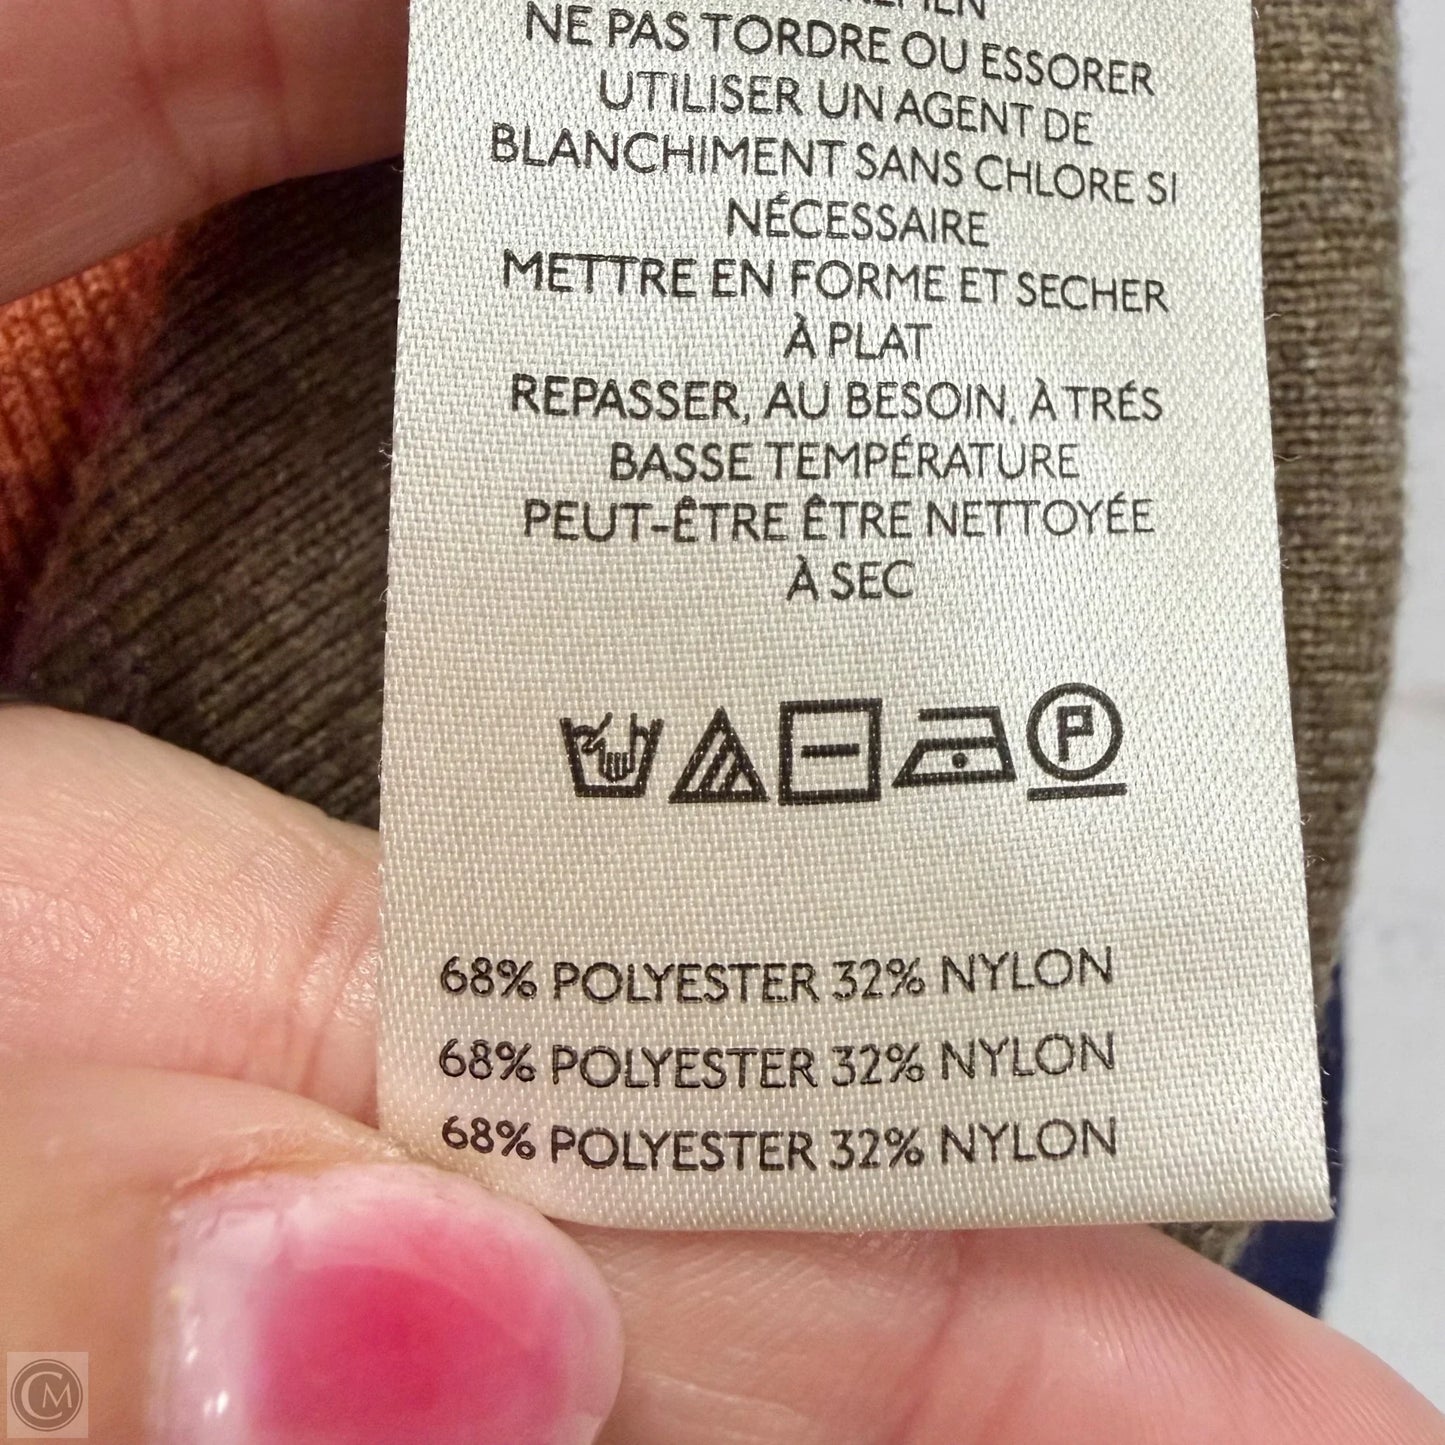 NE PAS TORDRE OU ESSORER
UTILISER UN AGENT DE
BLANCHIMENT SANS CHLORE SI
NÉCESSAIRE
METTRE EN FORME ET SECHER
À PLAT
REPASSER, AU BESOIN, À TRÉS
BASSE TEMPÉRATURE
PEUT-ÊTRE ÊTRE NETTOYÉE
À SEC
P
68% POLYESTER 32% NYLON
68% POLYESTER 32% NYLON
68% POLYESTER 32% NYLON
CM